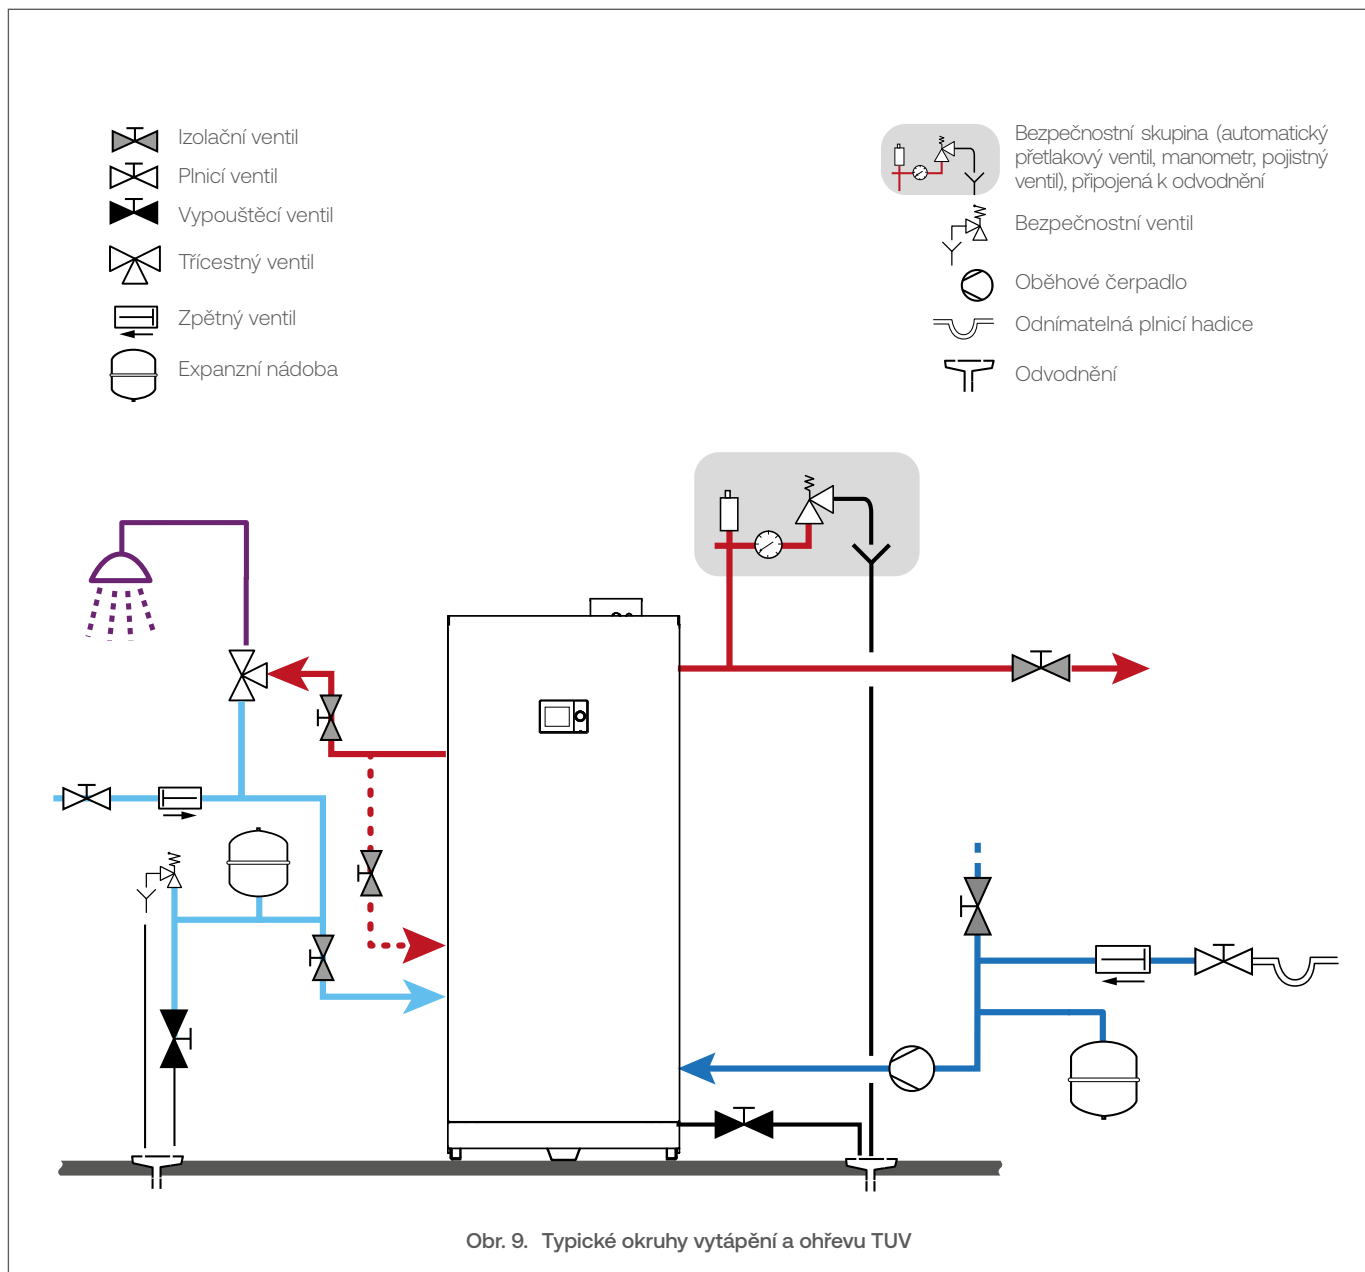 Izolační ventil
Plnicí ventil
Vypouštěcí ventil
Třícestný ventil
Zpětný ventil
Expanzní nádoba
Bezpečnostní skupina (automatický
přetlakový ventil, manometr, pojistný
ventil), připojená k odvodnění
Bezpečnostní ventil
Oběhové čerpadlo
Odnímatelná plnicí hadice
Odvodnění
Obr. 9. Typické okruhy vytápění a ohřevu TUV